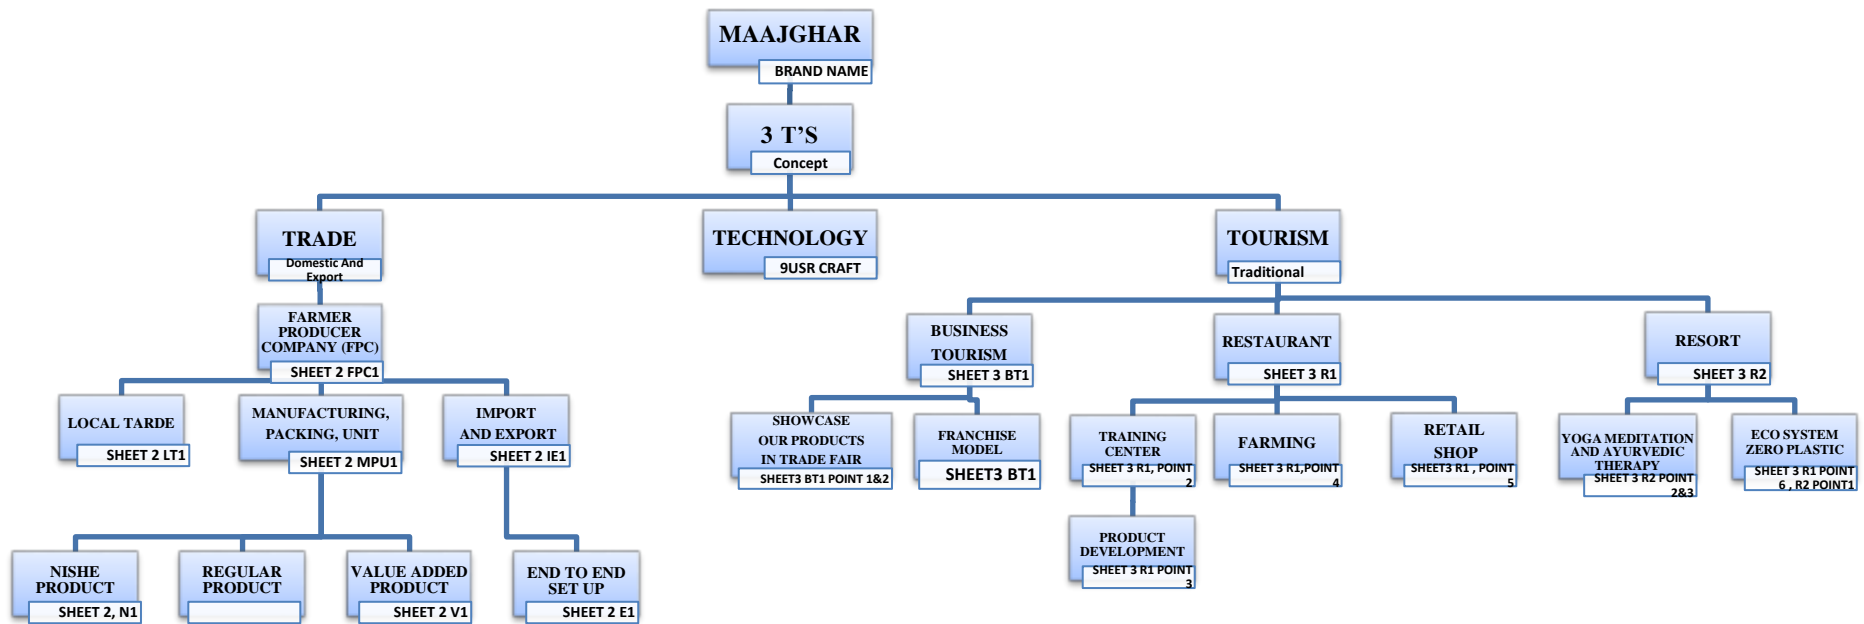 MAAJGHAR
BRAND NAME
3 T’S
Concept
TRADE
Domestic And
Export
TECHNOLOGY
9USR CRAFT
TOURISM
Traditional
FARMER
PRODUCER
COMPANY (FPC)
SHEET 2 FPC1
BUSINESS
TOURISM
SHEET 3 BT1
RESTAURANT
SHEET 3 R1
RESORT
SHEET 3 R2
LOCAL TARDE
SHEET 2 LT1
MANUFACTURING,
PACKING, UNIT
SHEET 2 MPU1
IMPORT
AND EXPORT
SHEET 2 IE1
SHOWCASE
OUR PRODUCTS
IN TRADE FAIR
SHEET3 BT1 POINT 1&2
FRANCHISE
MODEL
SHEET3 BT1
TRAINING
CENTER
SHEET 3 R1, POINT
2
FARMING
SHEET 3 R1,POINT
4
RETAIL
SHOP
SHEET3 R1 , POINT
5
YOGA MEDITATION
AND AYURVEDIC
THERAPY
SHEET 3 R2 POINT
2&3
ECO SYSTEM
ZERO PLASTIC
SHEET 3 R1 POINT
6 , R2 POINT1
NISHE
PRODUCT
SHEET 2, N1
REGULAR
PRODUCT
VALUE ADDED
PRODUCT
SHEET 2 V1
END TO END
SET UP
SHEET 2 E1
PRODUCT
DEVELOPMENT
SHEET 3 R1 POINT
3